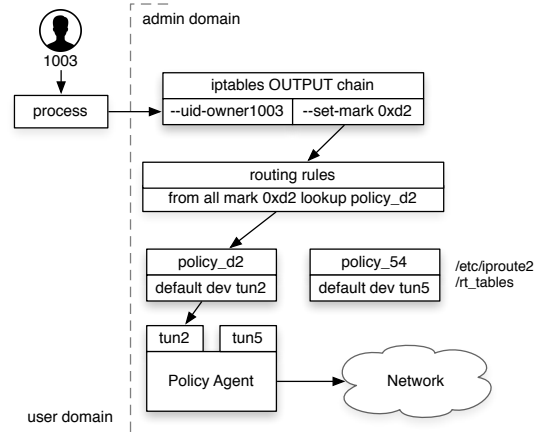 admin domain
1003
process
iptables OUTPUT chain
--uid-owner1003 --set-mark 0xd2
routing rules
from all mark 0xd2 lookup policy_d2
policy_d2
default dev tun2
policy_54
default dev tun5
/etc/iproute2
/rt_tables
tun2 tun5
Policy Agent
Network
user domain